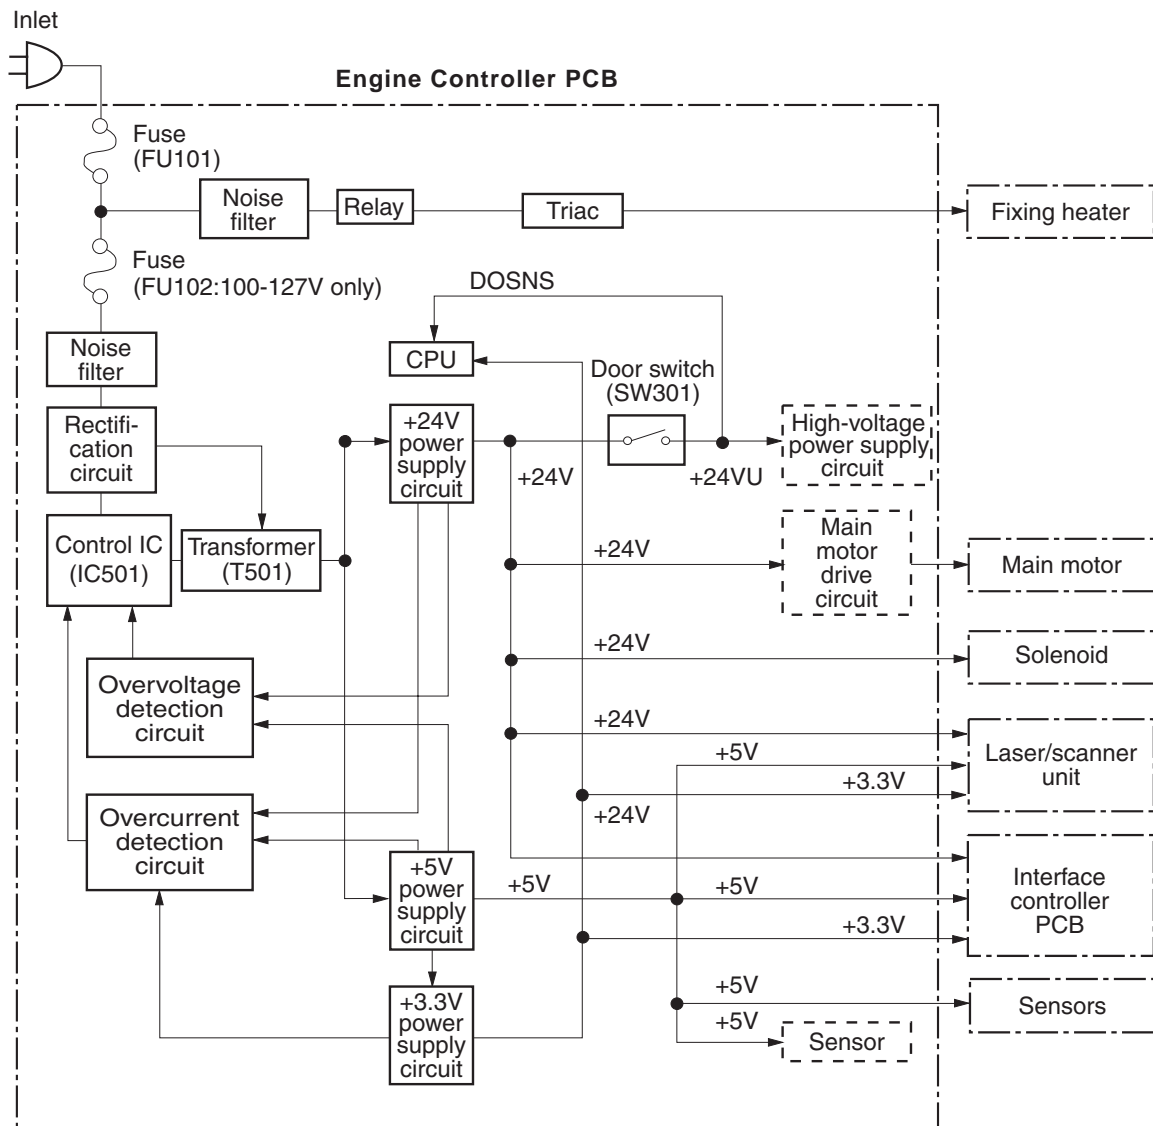 Inlet
Engine Controller PCB
Fuse
(FU101)
Noise
filter
Relay
Triac
Fixing heater
Fuse
(FU102:100-127V only)
DOSNS
Noise
filter
CPU
Door switch
(SW301)
Rectifi-
cation
circuit
+24V
power
supply
circuit
+24V
+24VU
High-voltage
power supply
circuit
Control IC
(IC501)
Transformer
(T501)
+24V
Main
motor
drive
circuit
Main motor
+24V
Solenoid
Overvoltage
detection
circuit
+24V
+5V
+3.3V
Laser/scanner
unit
Overcurrent
detection
circuit
+24V
+5V
power
supply
circuit
+5V
+5V
+3.3V
Interface
controller
PCB
+3.3V
power
supply
circuit
+5V
Sensors
+5V
Sensor